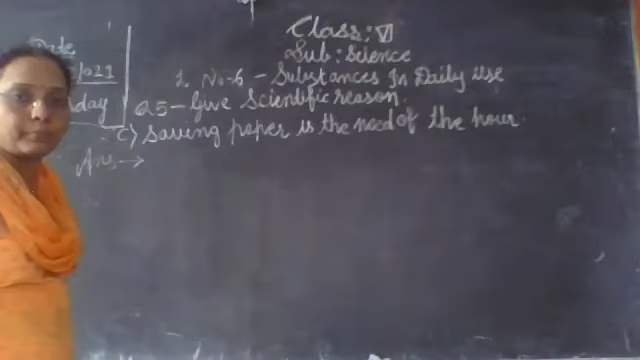 Class: VI
Sub: Science
Date
L. No-6 - Substances In Daily Use
day
Q5- Give Scientific reason.
c) Saving paper is the need of the hour
Ans →